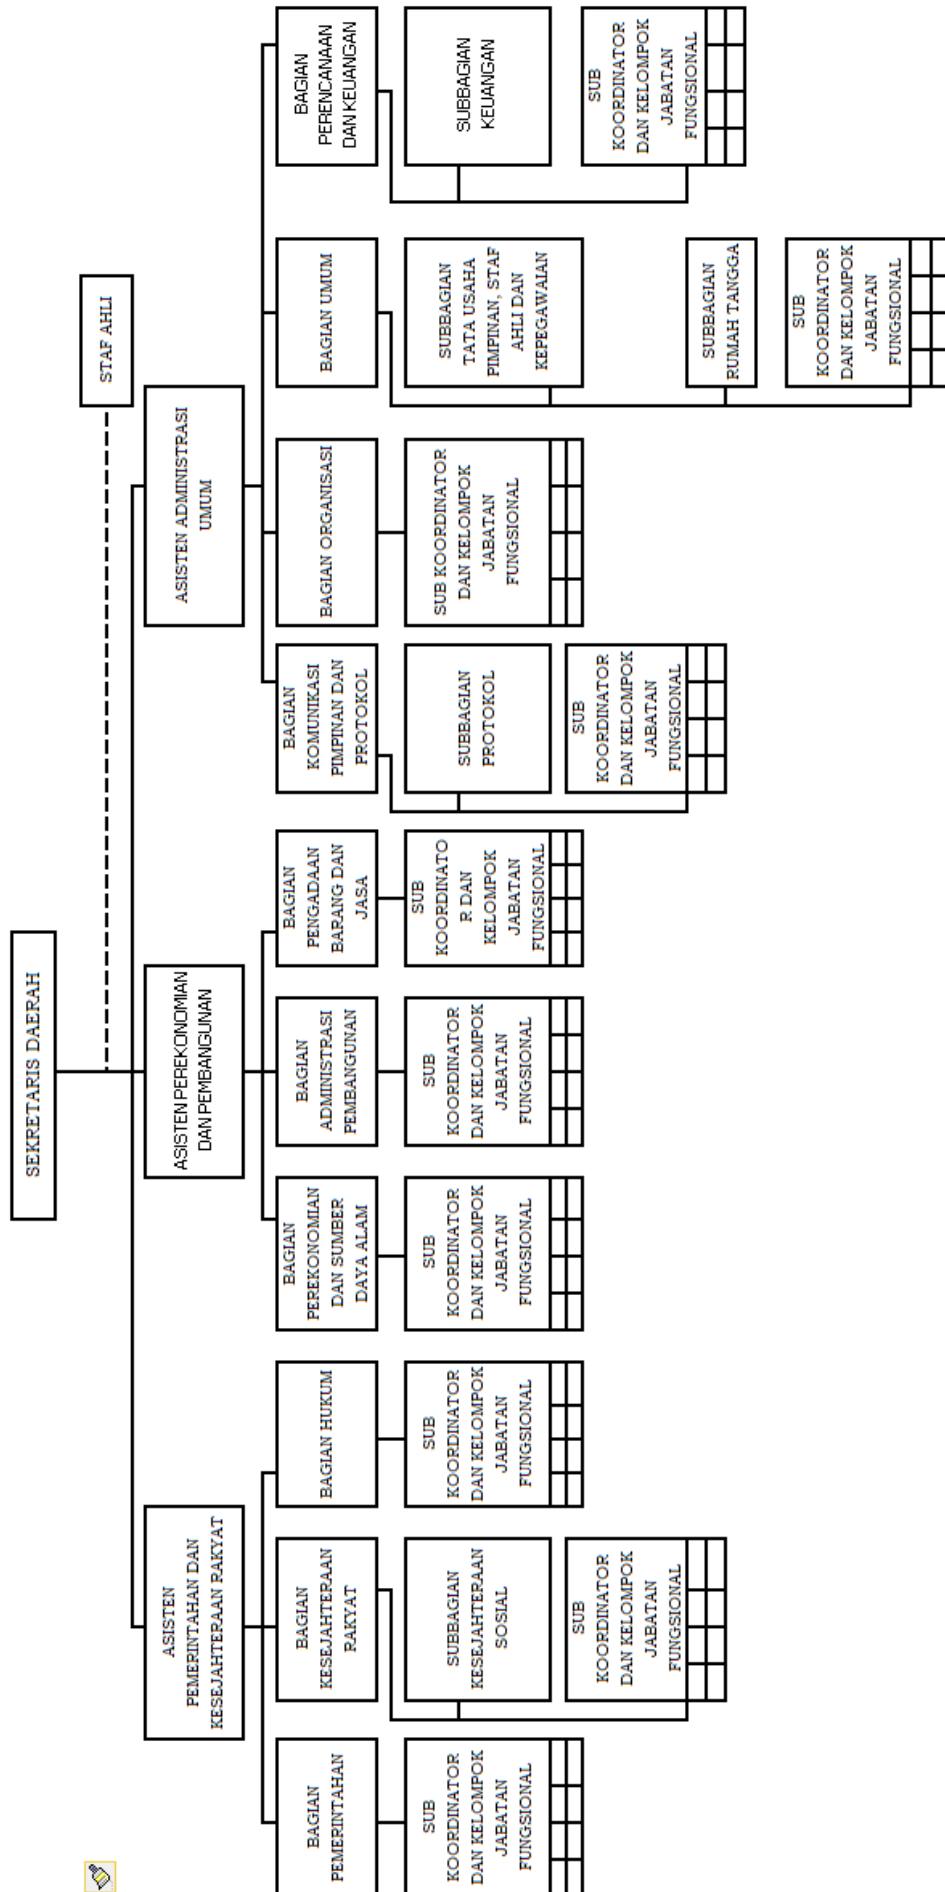 SEKRETARIS DAERAH
STAF AHLI
ASISTEN
PEMERINTAHAN DAN
KESEJAHTERAAN RAKYAT
ASISTEN PEREKONOMIAN
DAN PEMBANGUNAN
ASISTEN ADMINISTRASI
UMUM
BAGIAN
PEMERINTAHAN
BAGIAN
KESEJAHTERAAN
RAKYAT
BAGIAN HUKUM
BAGIAN
PEREKONOMIAN
DAN SUMBER
DAYA ALAM
BAGIAN
ADMINISTRASI
PEMBANGUNAN
BAGIAN
PENGADAAN
BARANG DAN
JASA
BAGIAN
KOMUNIKASI
PIMPINAN DAN
PROTOKOL
BAGIAN ORGANISASI
BAGIAN UMUM
BAGIAN
PERENCANAAN
DAN KEUANGAN
SUB
KOORDINATOR
DAN KELOMPOK
JABATAN
FUNGSIONAL
SUBBAGIAN
KESEJAHTERAAN
SOSIAL
SUB
KOORDINATOR
DAN KELOMPOK
JABATAN
FUNGSIONAL
SUB
KOORDINATOR
DAN KELOMPOK
JABATAN
FUNGSIONAL
SUB
KOORDINATOR
DAN KELOMPOK
JABATAN
FUNGSIONAL
SUB
KOORDINATO
R DAN
KELOMPOK
JABATAN
FUNGSIONAL
SUBBAGIAN
PROTOKOL
SUB KOORDINATOR
DAN KELOMPOK
JABATAN
FUNGSIONAL
SUBBAGIAN
TATA USAHA
PIMPINAN, STAF
AHLI DAN
KEPEGAWAIAN
SUBBAGIAN
KEUANGAN
SUB
KOORDINATOR
DAN KELOMPOK
JABATAN
FUNGSIONAL
SUB
KOORDINATOR
DAN KELOMPOK
JABATAN
FUNGSIONAL
SUBBAGIAN
RUMAH TANGGA
SUB
KOORDINATOR
DAN KELOMPOK
JABATAN
FUNGSIONAL
SUB
KOORDINATOR
DAN KELOMPOK
JABATAN
FUNGSIONAL